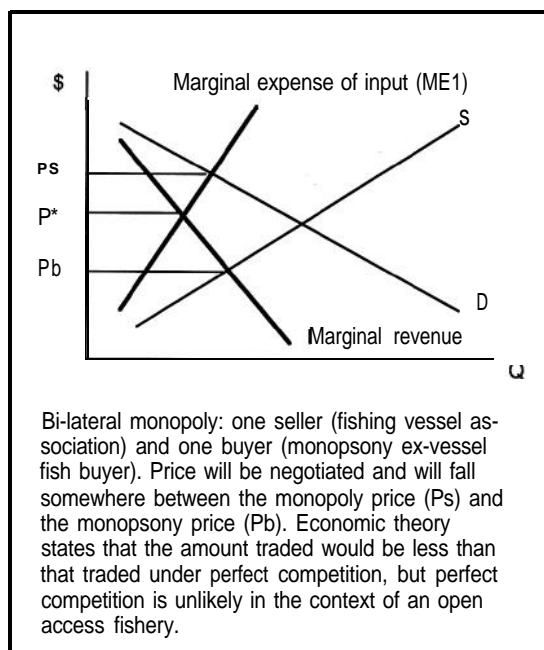 $
Marginal expense of input (ME1)
S
PS
P*
Pb
D
Marginal revenue
Q
Bi-lateral monopoly: one seller (fishing vessel as-
sociation) and one buyer (monopsony ex-vessel
fish buyer). Price will be negotiated and will fall
somewhere between the monopoly price (Ps) and
the monopsony price (Pb). Economic theory
states that the amount traded would be less than
that traded under perfect competition, but perfect
competition is unlikely in the context of an open
access fishery.